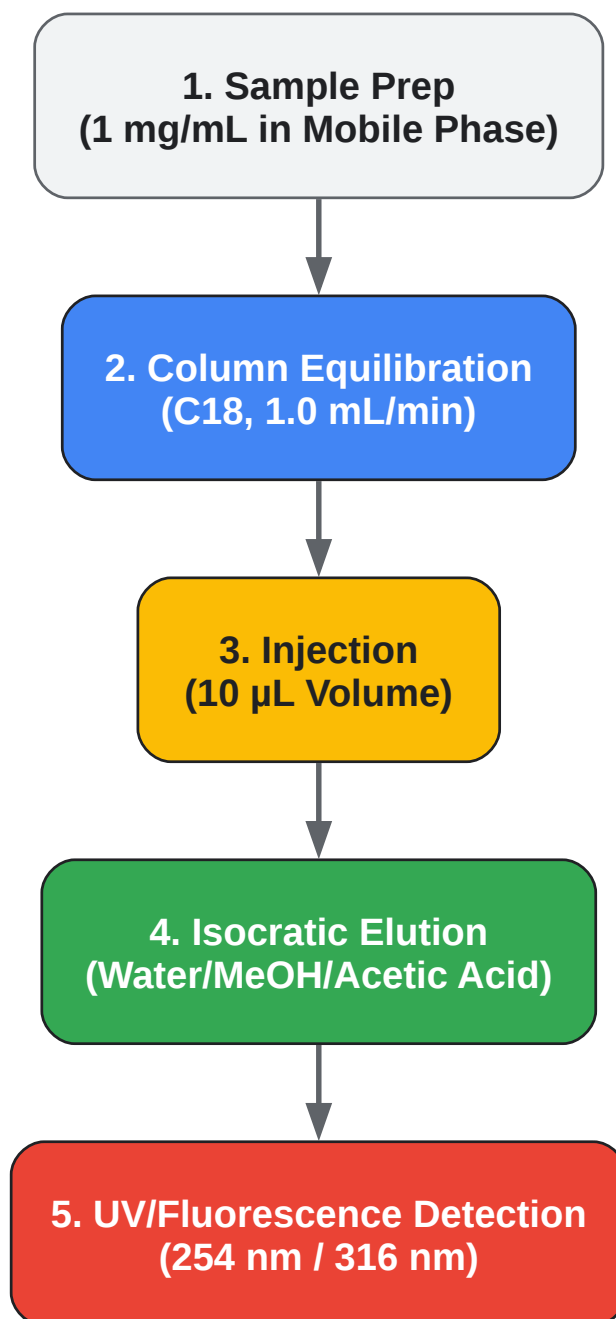 1. Sample Prep
(1 mg/mL in Mobile Phase)
2. Column Equilibration
(C18, 1.0 mL/min)
3. Injection
(10 µL Volume)
4. Isocratic Elution
(Water/MeOH/Acetic Acid)
5. UV/Fluorescence Detection
(254 nm / 316 nm)